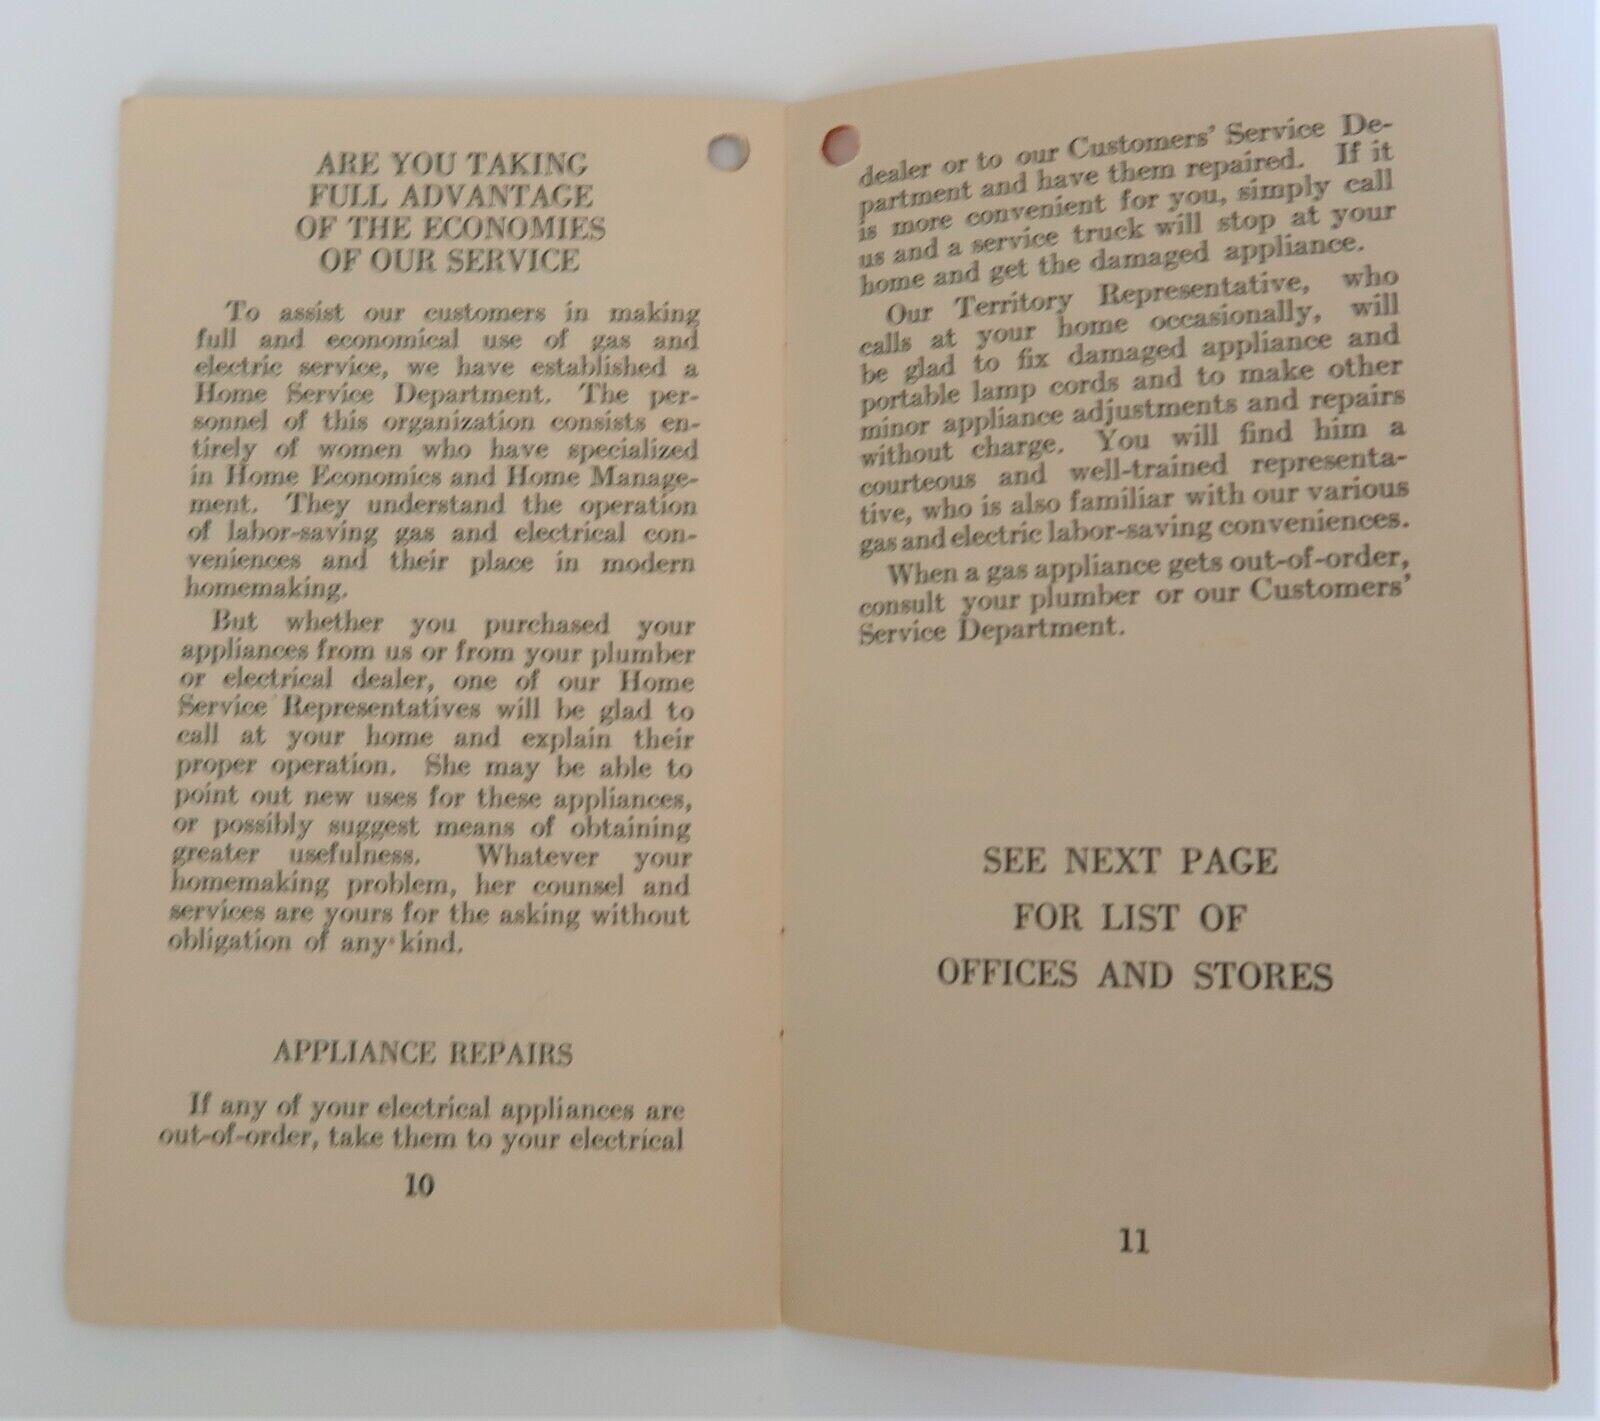 ARE YOU TAKING
FULL ADVANTAGE
OF THE ECONOMIES
OF OUR SERVICE
To assist our customers in making
full and economical use of gas and
electric service, we have established a
Home Service Department. The per-
sonnel of this organization consists en-
tirely of women who have specialized
in Home Economics and Home Manage-
ment. They understand the operation
of labor-saving gas and electrical con-
veniences and their place in modern
homemaking.
But whether you purchased your
appliances from us or from your plumber
or electrical dealer, one of our Home
Service Representatives will be glad to
call at your home and explain their
proper operation. She may be able to
point out new uses for these appliances,
or possibly suggest means of obtaining
greater usefulness. Whatever your
homemaking problem, her counsel and
services are yours for the asking without
obligation of any kind.
APPLIANCE REPAIRS
If any of your electrical appliances are
out-of-order, take them to your electrical
10
dealer or to our Customers' Service De-
partment and have them repaired. If it
is more convenient for you, simply call
us and a service truck will stop at your
home and get the damaged appliance.
Our Territory Representative, who
calls at your home occasionally, will
be glad to fix damaged appliance and
portable lamp cords and to make other
minor appliance adjustments and repairs
without charge. You will find him a
courteous and well-trained representa-
tive, who is also familiar with our various
gas and electric labor-saving conveniences.
When a gas appliance gets out-of-order,
consult your plumber or our Customers'
Service Department.
SEE NEXT PAGE
FOR LIST OF
OFFICES AND STORES
11